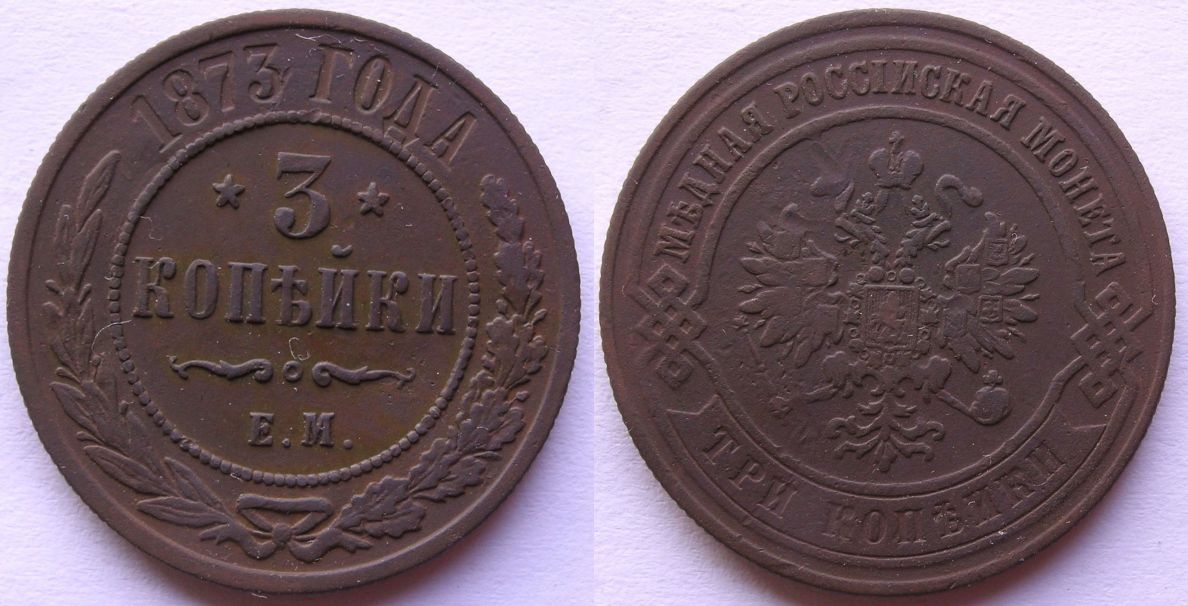 1873 ГОДА
3
КОПѢЙКИ
Е.М.
МѢДНАЯ РОССІЙСКАЯ МОНЕТА
ТРИ КОПѢЙКИ